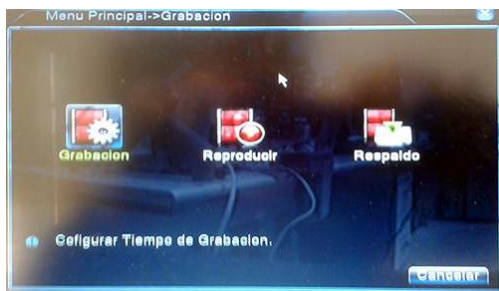 Menu Principal->Grabacion
Grabacion Reproducir Respaldo
Cofigurar Tiempo de Grabacion.
Cancelar